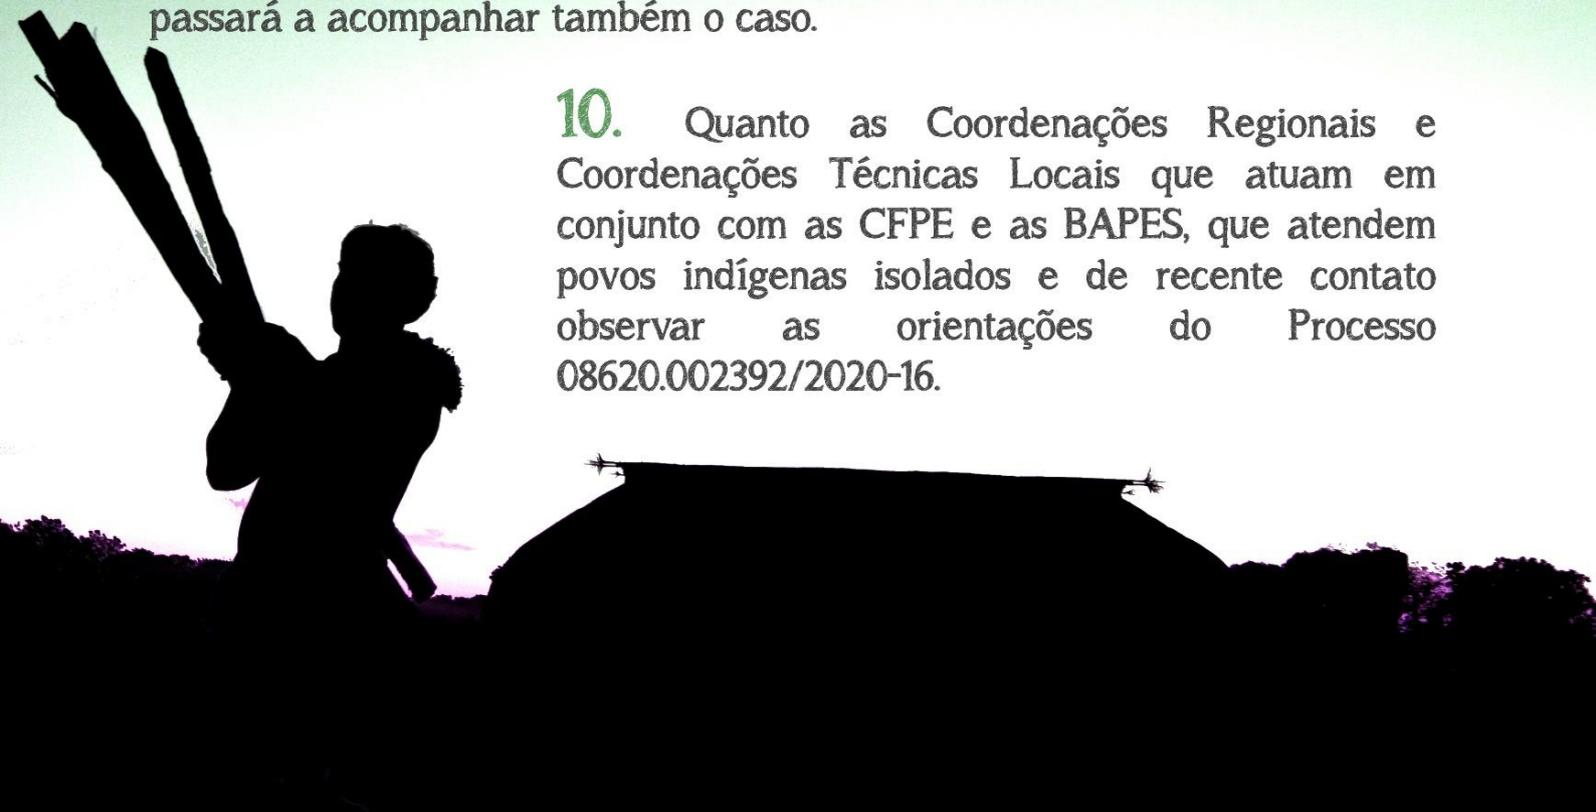 passará a acompanhar também o caso.
10. Quanto as Coordenações Regionais e
Coordenações Técnicas Locais que atuam em
conjunto com as CFPE e as BAPES, que atendem
povos indígenas isolados e de recente contato
observar as orientações do Processo
08620.002392/2020-16.